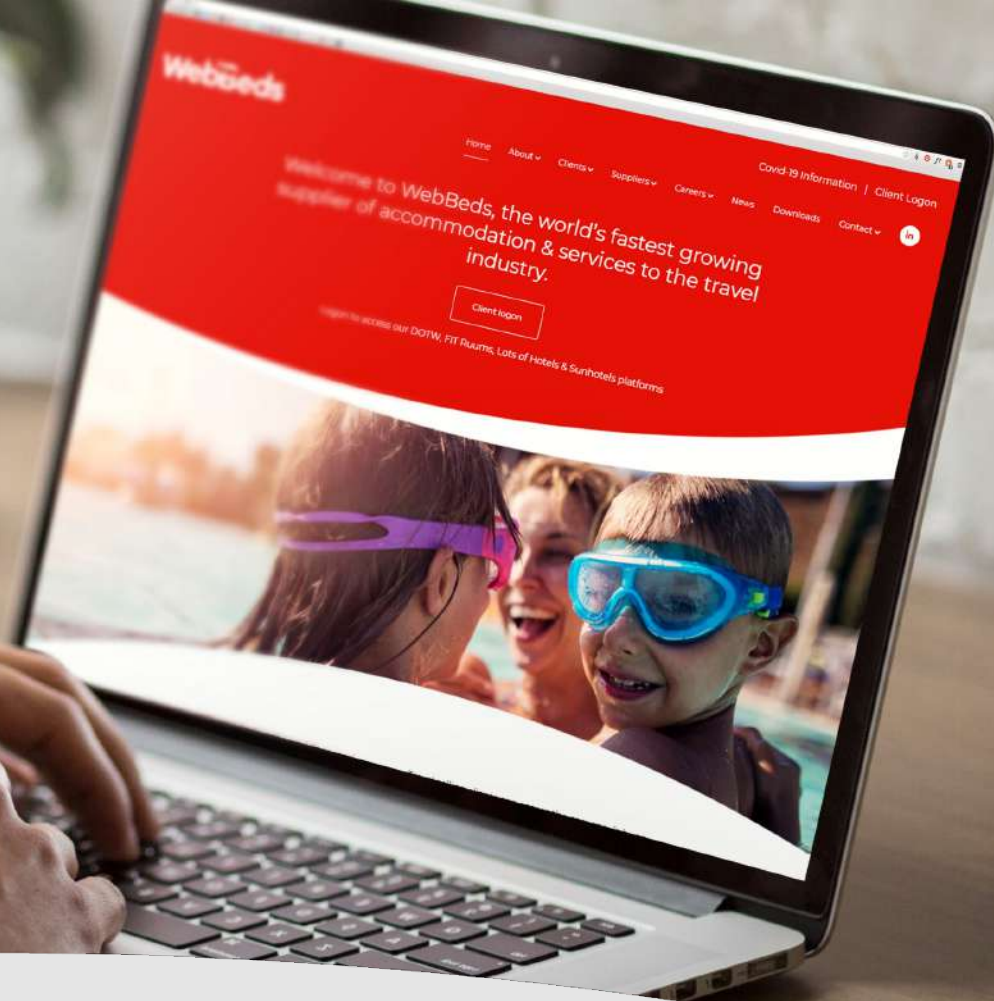 WebBeds
Covid-19 Information | Client Logon
Home About Clients Suppliers Careers News Downloads Contact in
Welcome to WebBeds, the world's fastest growing
supplier of accommodation & services to the travel
industry.
Client logon
Logon to access our DOTW, FIT Ruums, Lots of Hotels & Sunhotels platforms